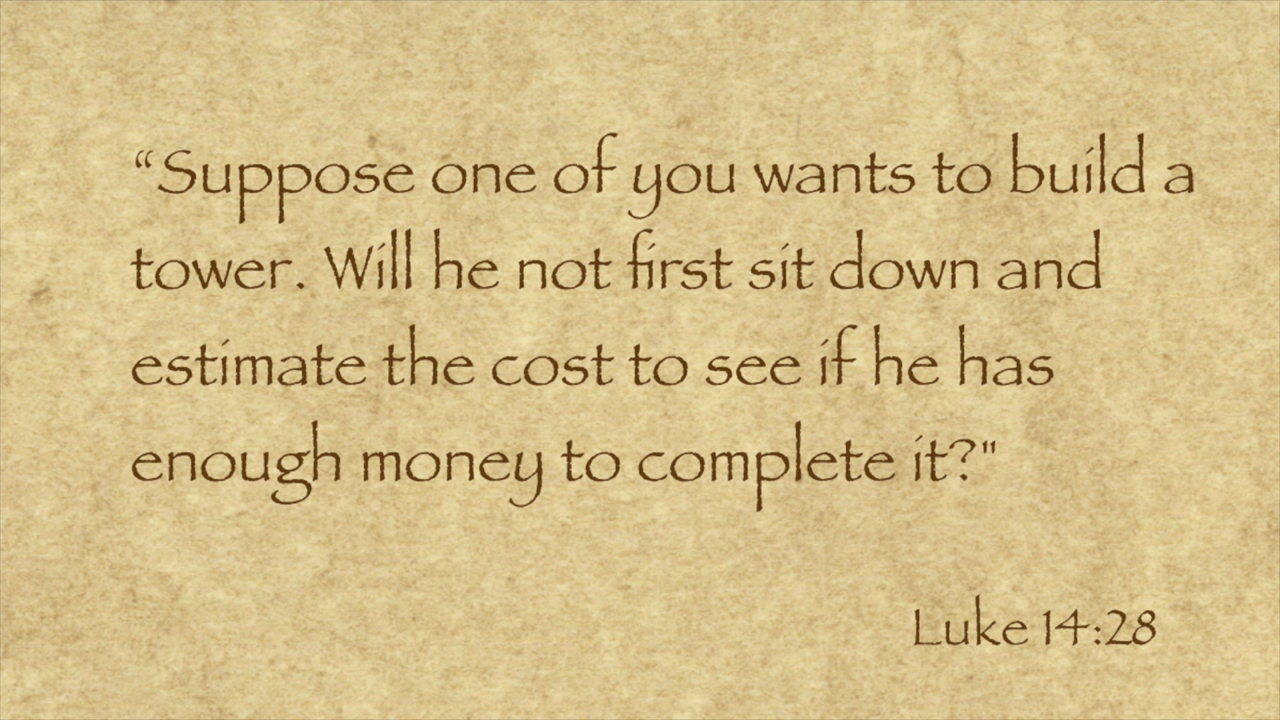 “Suppose one of you wants to build a
tower. Will he not first sit down and
estimate the cost to see if he has
enough money to complete it?"
Luke 14:28